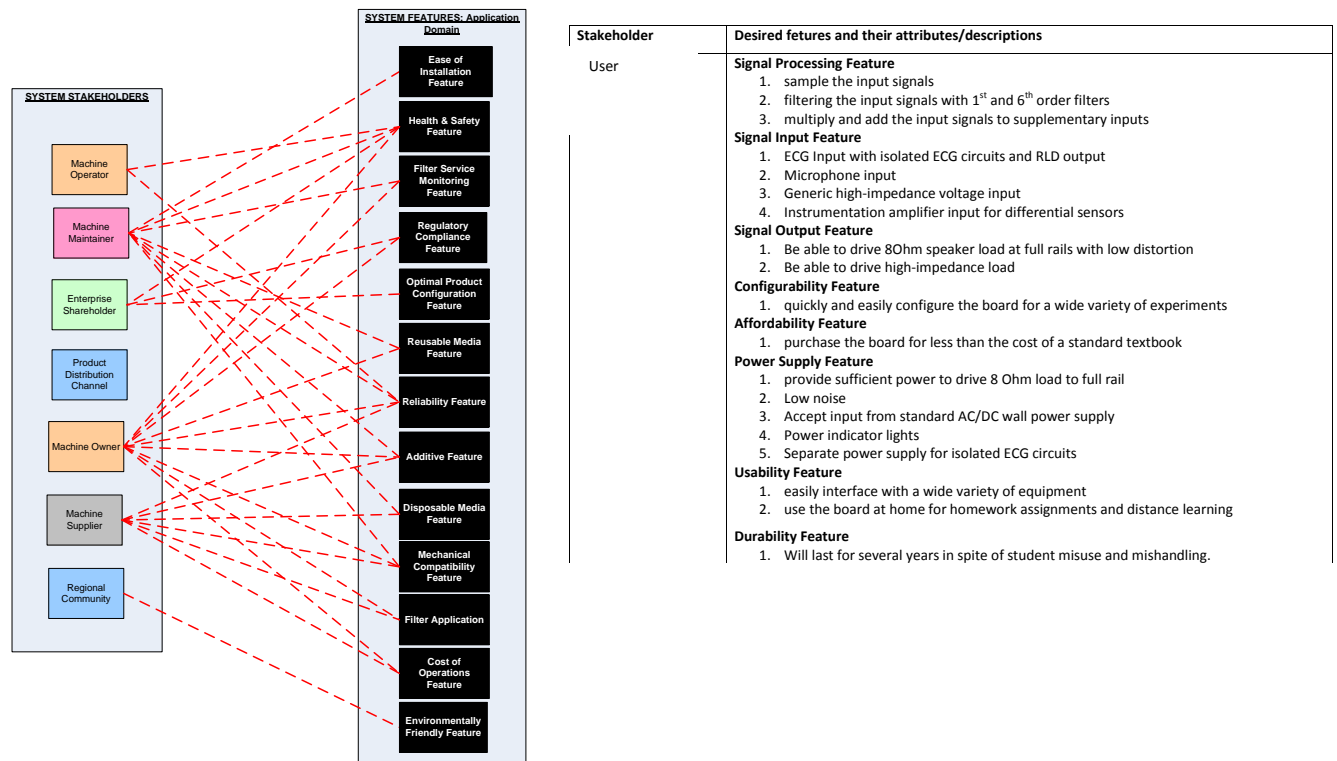 SYSTEM STAKEHOLDERS
Machine
Operator
Machine
Maintainer
Enterprise
Shareholder
Product
Distribution
Channel
Machine Owner
Machine
Supplier
Regional
Community
SYSTEM FEATURES: Application
Domain
Ease of
Installation
Feature
Health & Safety
Feature
Filter Service
Monitoring
Feature
Regulatory
Compliance
Feature
Optimal Product
Configuration
Feature
Reusable Media
Feature
Reliability Feature
Additive Feature
Disposable Media
Feature
Mechanical
Compatibility
Feature
Filter Application
Cost of
Operations
Feature
Environmentally
Friendly Feature
Stakeholder Desired fetures and their attributes/descriptions
User
Signal Processing Feature
1. sample the input signals
2. filtering the input signals with 1st and 6th order filters
3. multiply and add the input signals to supplementary inputs
Signal Input Feature
1. ECG Input with isolated ECG circuits and RLD output
2. Microphone input
3. Generic high-impedance voltage input
4. Instrumentation amplifier input for differential sensors
Signal Output Feature
1. Be able to drive 8Ohm speaker load at full rails with low distortion
2. Be able to drive high-impedance load
Configurability Feature
1. quickly and easily configure the board for a wide variety of experiments
Affordability Feature
1. purchase the board for less than the cost of a standard textbook
Power Supply Feature
1. provide sufficient power to drive 8 Ohm load to full rail
2. Low noise
3. Accept input from standard AC/DC wall power supply
4. Power indicator lights
5. Separate power supply for isolated ECG circuits
Usability Feature
1. easily interface with a wide variety of equipment
2. use the board at home for homework assignments and distance learning
Durability Feature
1. Will last for several years in spite of student misuse and mishandling.